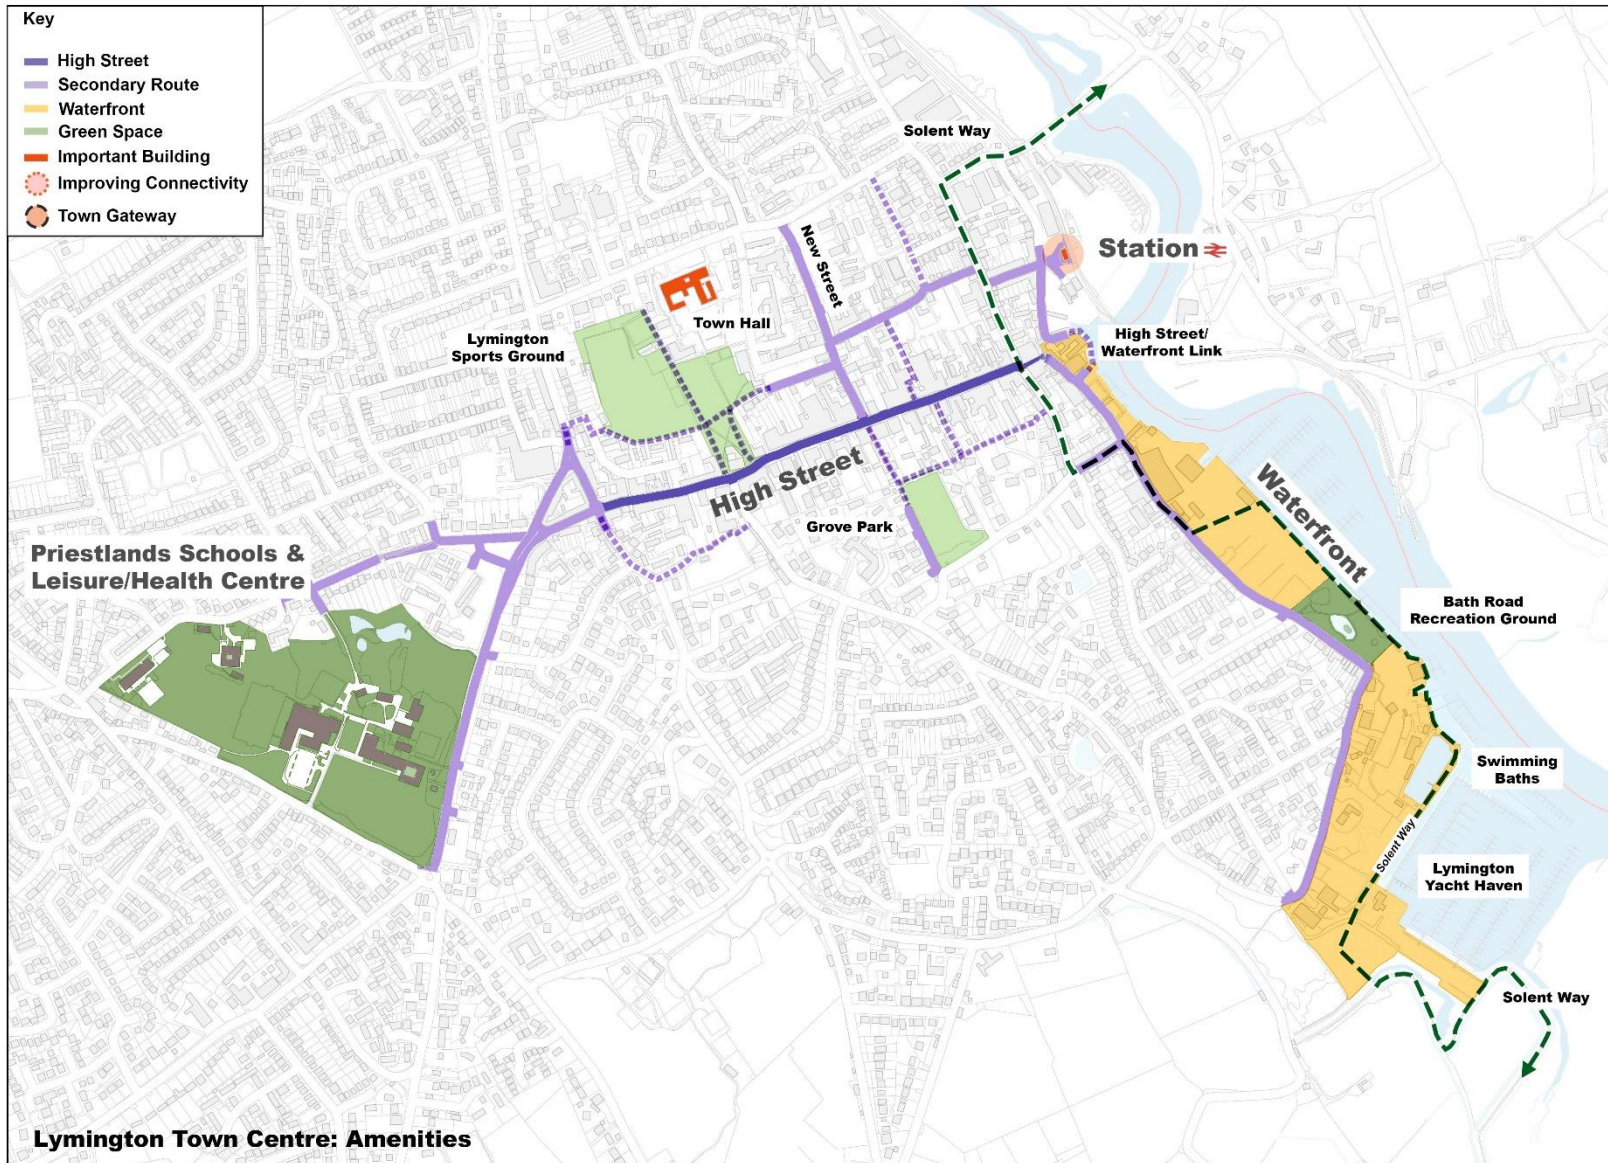 Key
High Street
Secondary Route
Waterfront
Green Space
Important Building
Improving Connectivity
Town Gateway
Solent Way
New Street
Station
Town Hall
Lymington
Sports Ground
High Street/
Waterfront Link
High Street
Waterfront
Grove Park
Priestlands Schools &
Leisure/Health Centre
Bath Road
Recreation Ground
Swimming
Baths
Solent Way
Lymington
Yacht Haven
Solent Way
Lymington Town Centre: Amenities